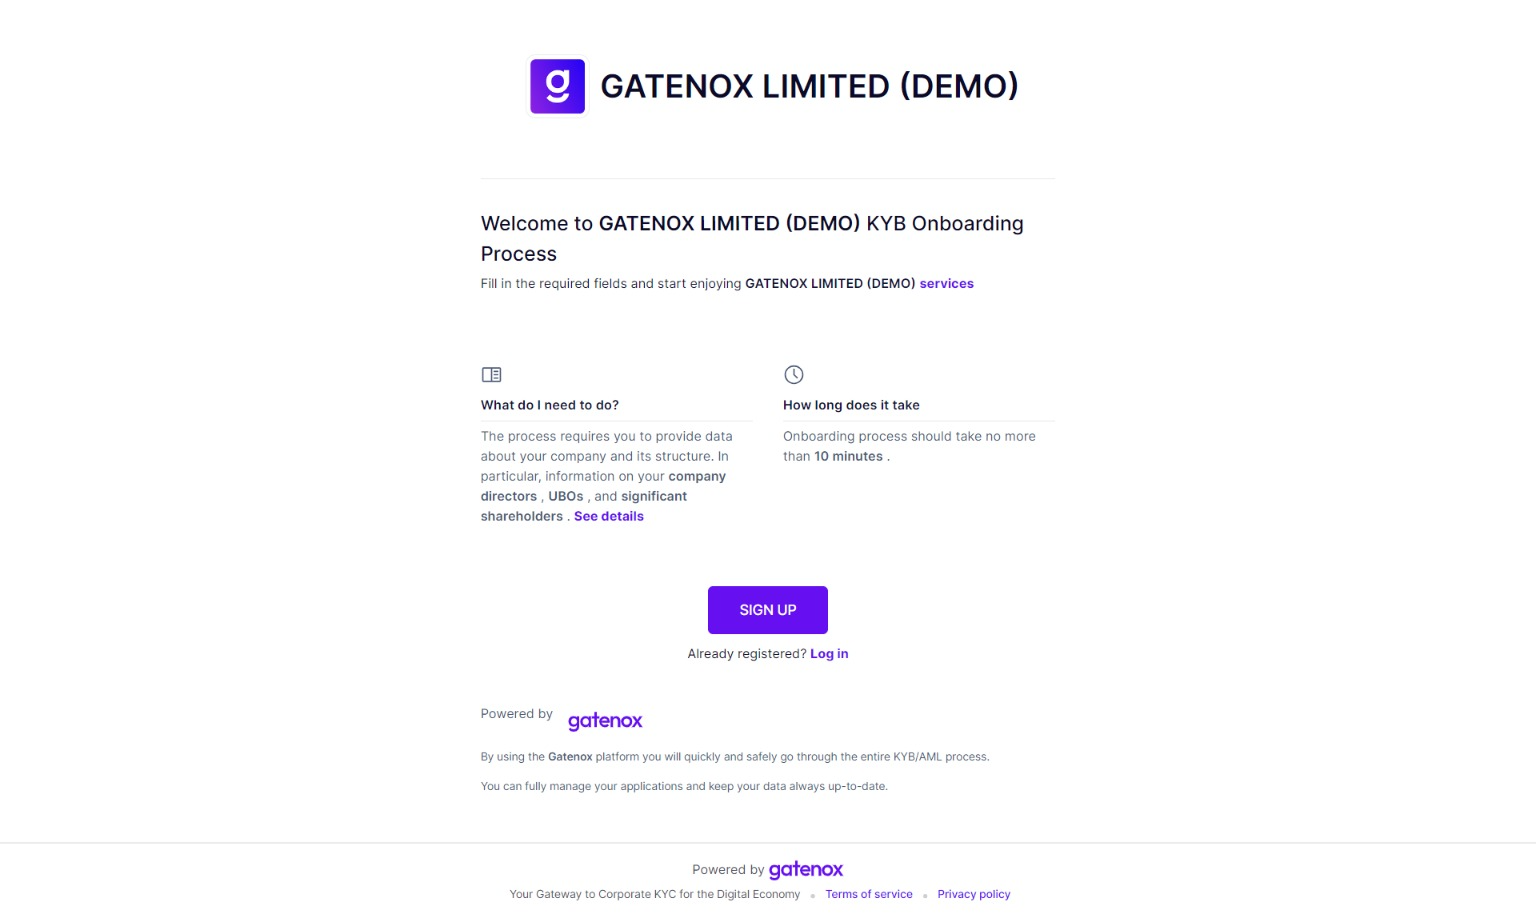 g GATENOX LIMITED (DEMO)
Welcome to GATENOX LIMITED (DEMO) KYB Onboarding
Process
Fill in the required fields and start enjoying GATENOX LIMITED (DEMO) services
What do I need to do?
The process requires you to provide data
about your company and its structure. In
particular, information on your company
directors , UBOs , and significant
shareholders . See details
How long does it take
Onboarding process should take no more
than 10 minutes .
SIGN UP
Already registered? Log in
Powered by gatenox
By using the Gatenox platform you will quickly and safely go through the entire KYB/AML process.
You can fully manage your applications and keep your data always up-to-date.
Powered by gatenox
Your Gateway to Corporate KYC for the Digital Economy • Terms of service • Privacy policy